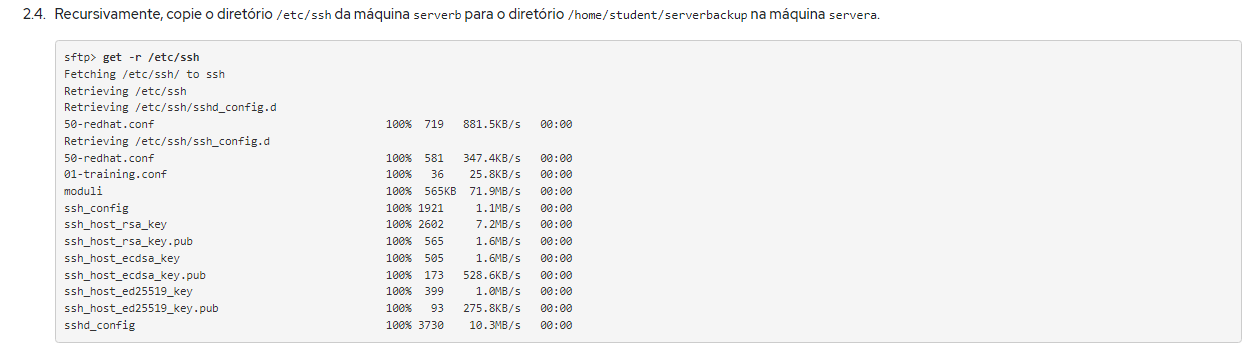 2.4. Recursivamente, copie o diretório /etc/ssh da máquina serverb para o diretório /home/student/serverbackup na máquina servera.
sftp> get -r /etc/ssh
Fetching /etc/ssh/ to ssh
Retrieving /etc/ssh
Retrieving /etc/ssh/sshd_config.d
50-redhat.conf 100% 719 881.5KB/s 00:00
Retrieving /etc/ssh/ssh_config.d
50-redhat.conf 100% 581 347.4KB/s 00:00
01-training.conf 100% 36 25.8KB/s 00:00
moduli 100% 565KB 71.9MB/s 00:00
ssh_config 100% 1921 1.1MB/s 00:00
ssh_host_rsa_key 100% 2602 7.2MB/s 00:00
ssh_host_rsa_key.pub 100% 565 1.6MB/s 00:00
ssh_host_ecdsa_key 100% 505 1.6MB/s 00:00
ssh_host_ecdsa_key.pub 100% 173 528.6KB/s 00:00
ssh_host_ed25519_key 100% 399 1.0MB/s 00:00
ssh_host_ed25519_key.pub 100% 93 275.8KB/s 00:00
sshd_config 100% 3730 10.3MB/s 00:00